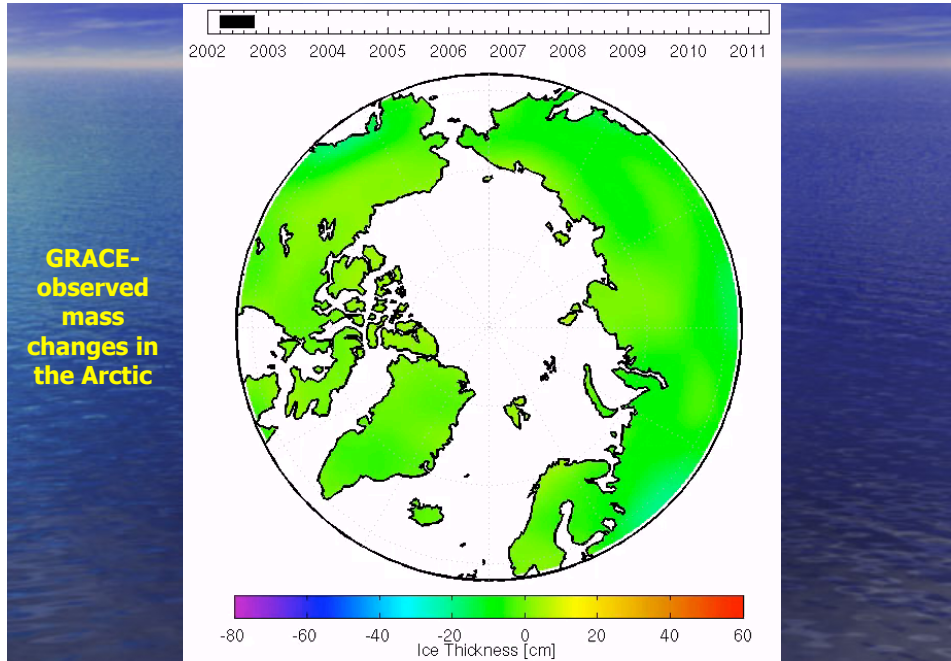 2002 2003 2005 2006 2007 2008 2009 2010 2011
GRACE-
observed
mass
changes in
the Arctic
-80 -60 -40 -20 0 20 40 60
Ice Thickness [cm]